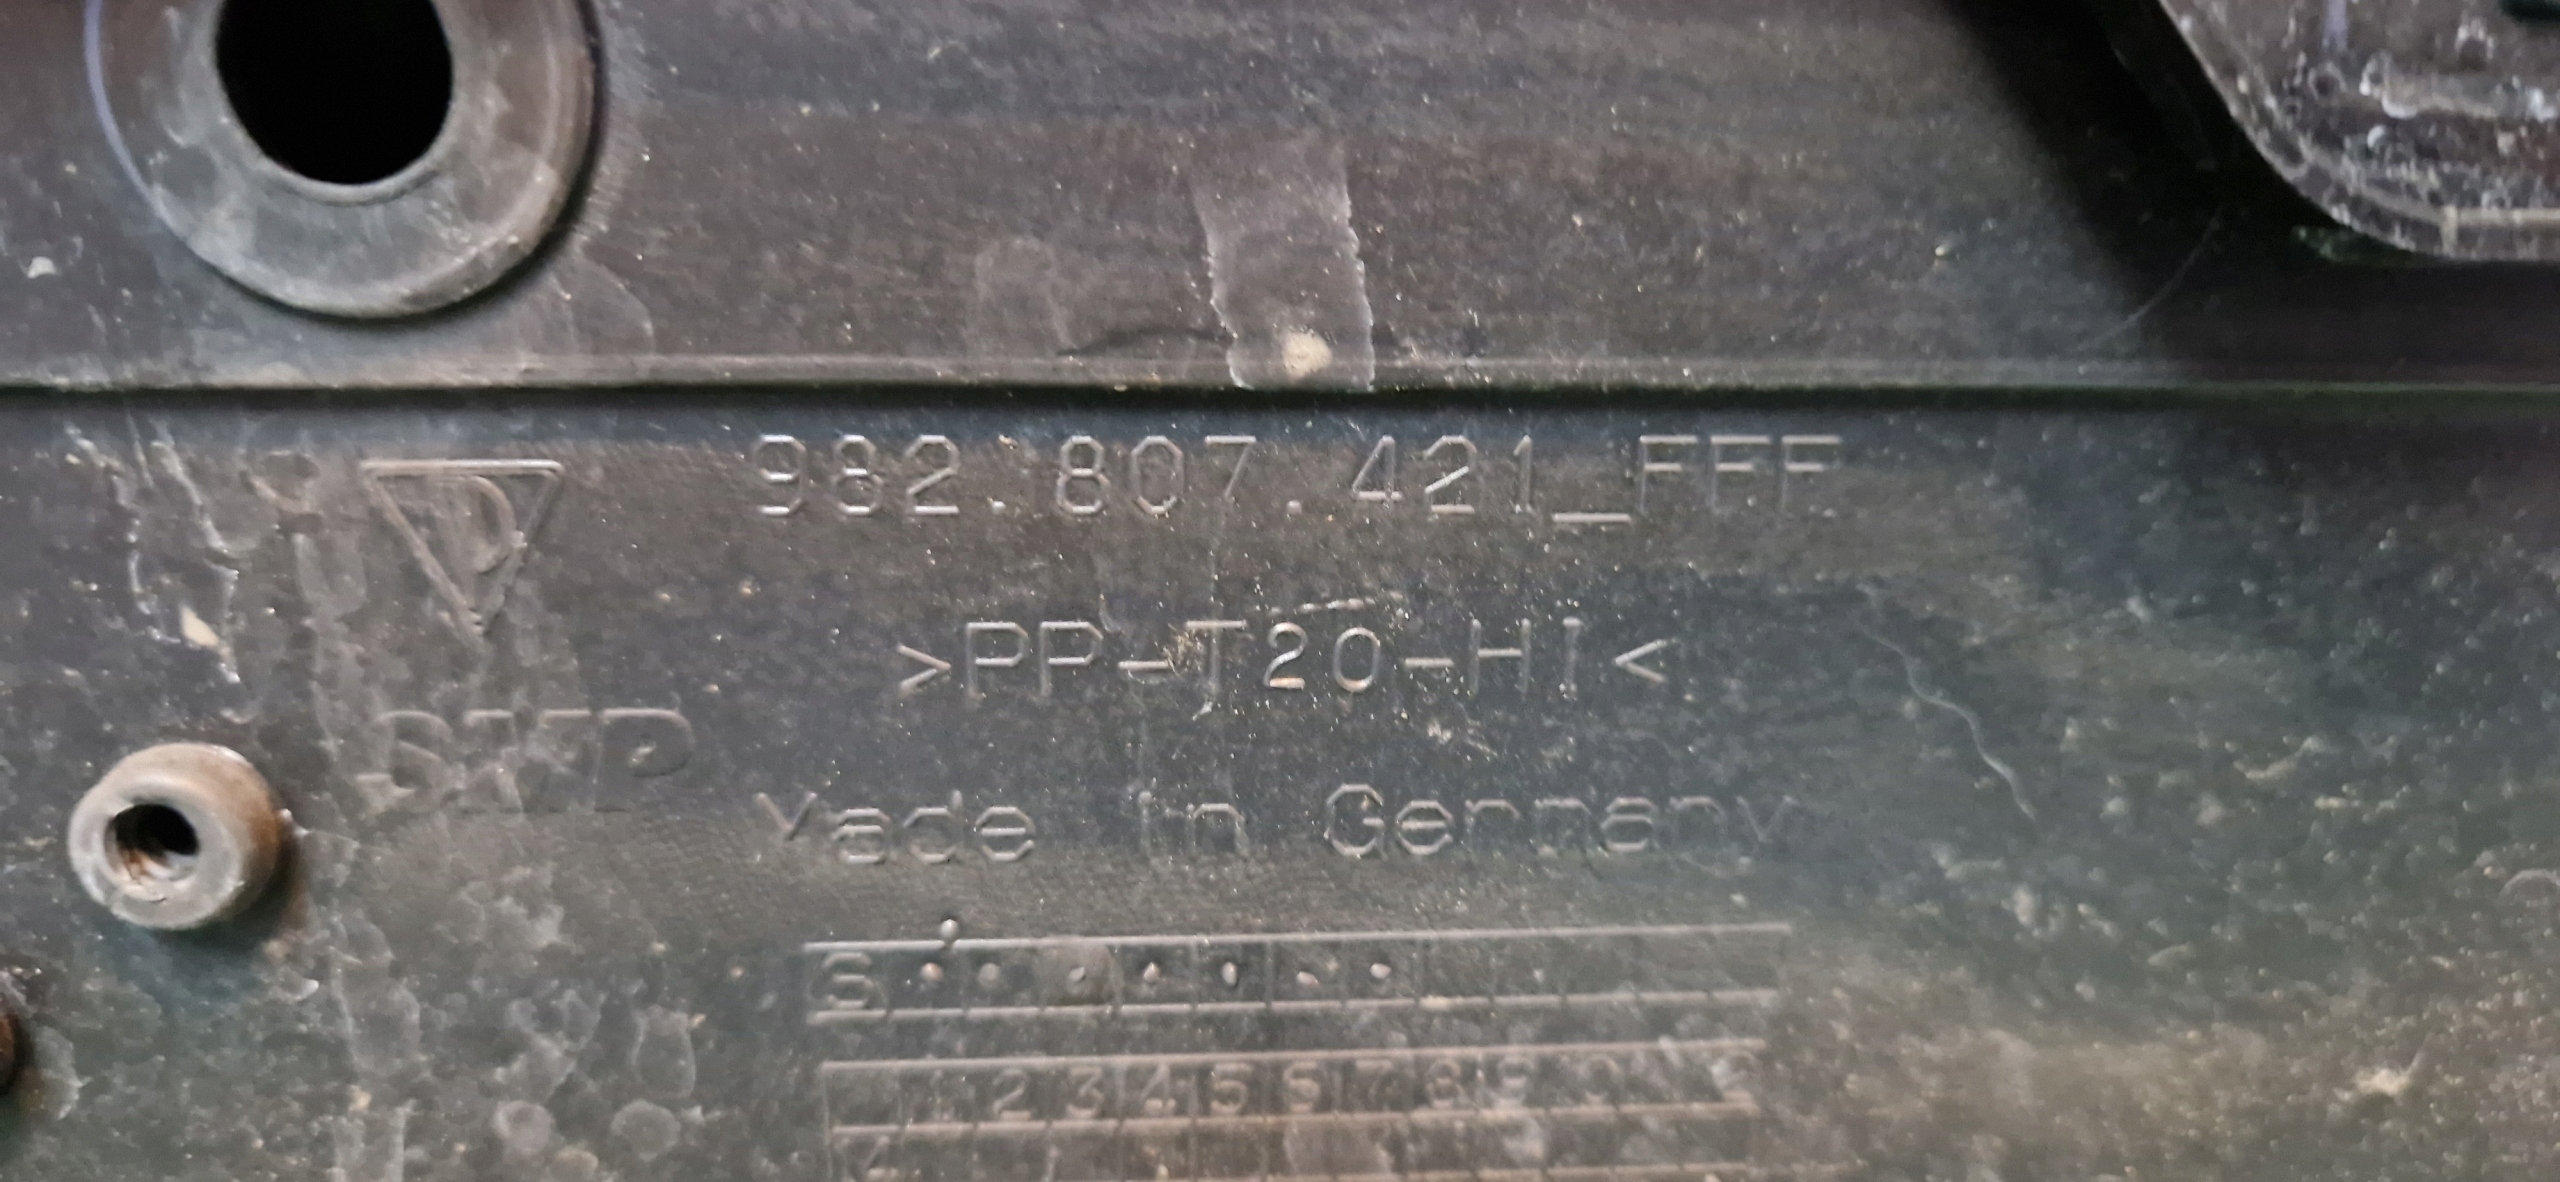 982.807.421_FFF
>PP-T20-HI<
Made in Germany
S
1 2 3 4 5 6 7 8 9